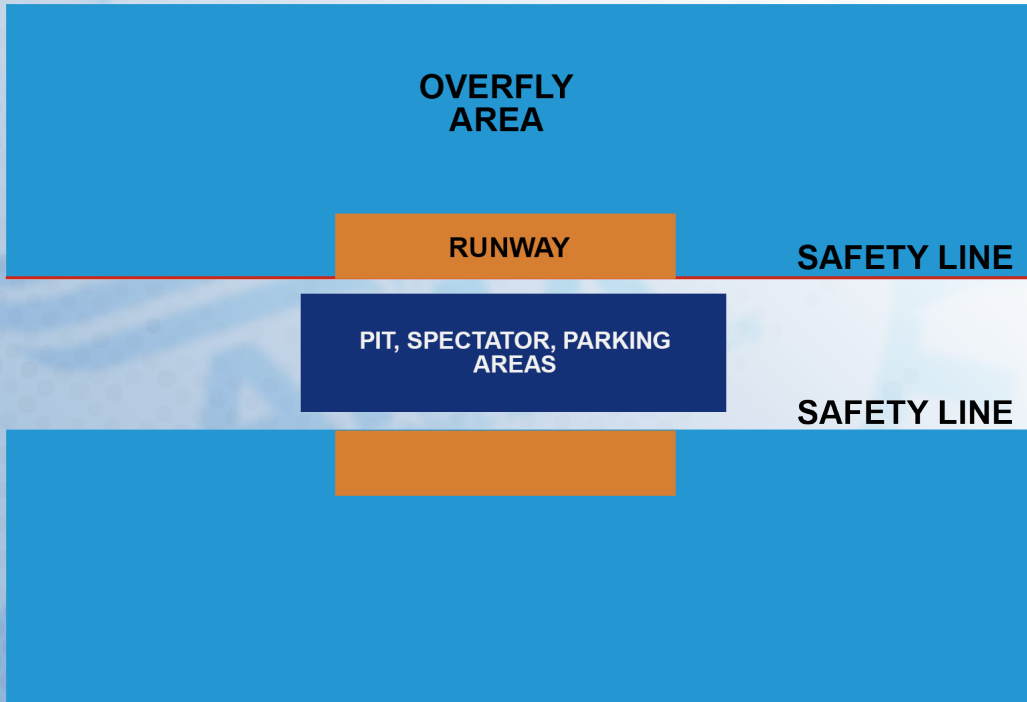 OVERFLY
AREA
RUNWAY
SAFETY LINE
PIT, SPECTATOR, PARKING
AREAS
SAFETY LINE